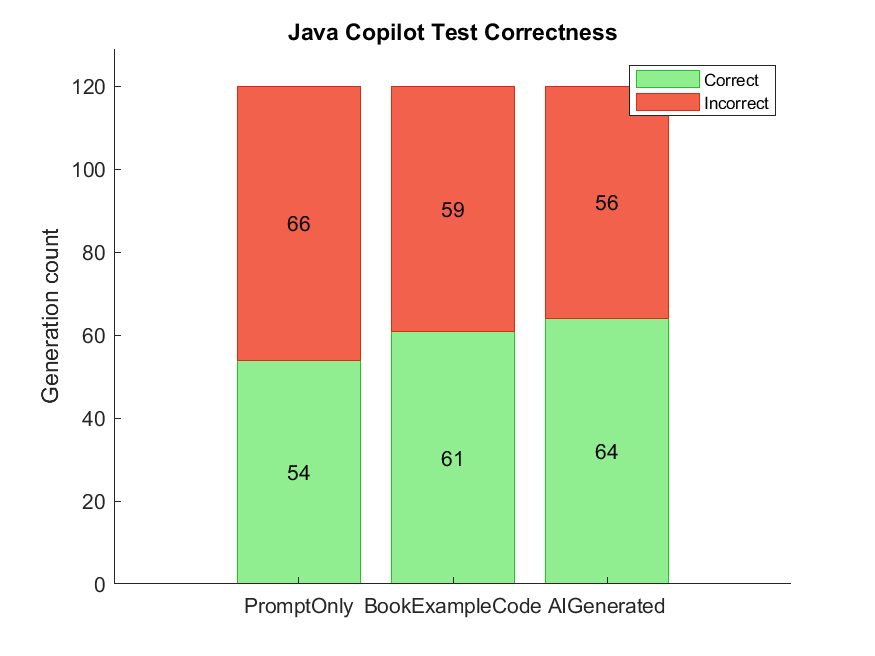 Java Copilot Test Correctness
Correct
Incorrect
Generation count
120
100
80
60
40
20
0
66
59
56
54
61
64
PromptOnly BookExampleCode AIGenerated